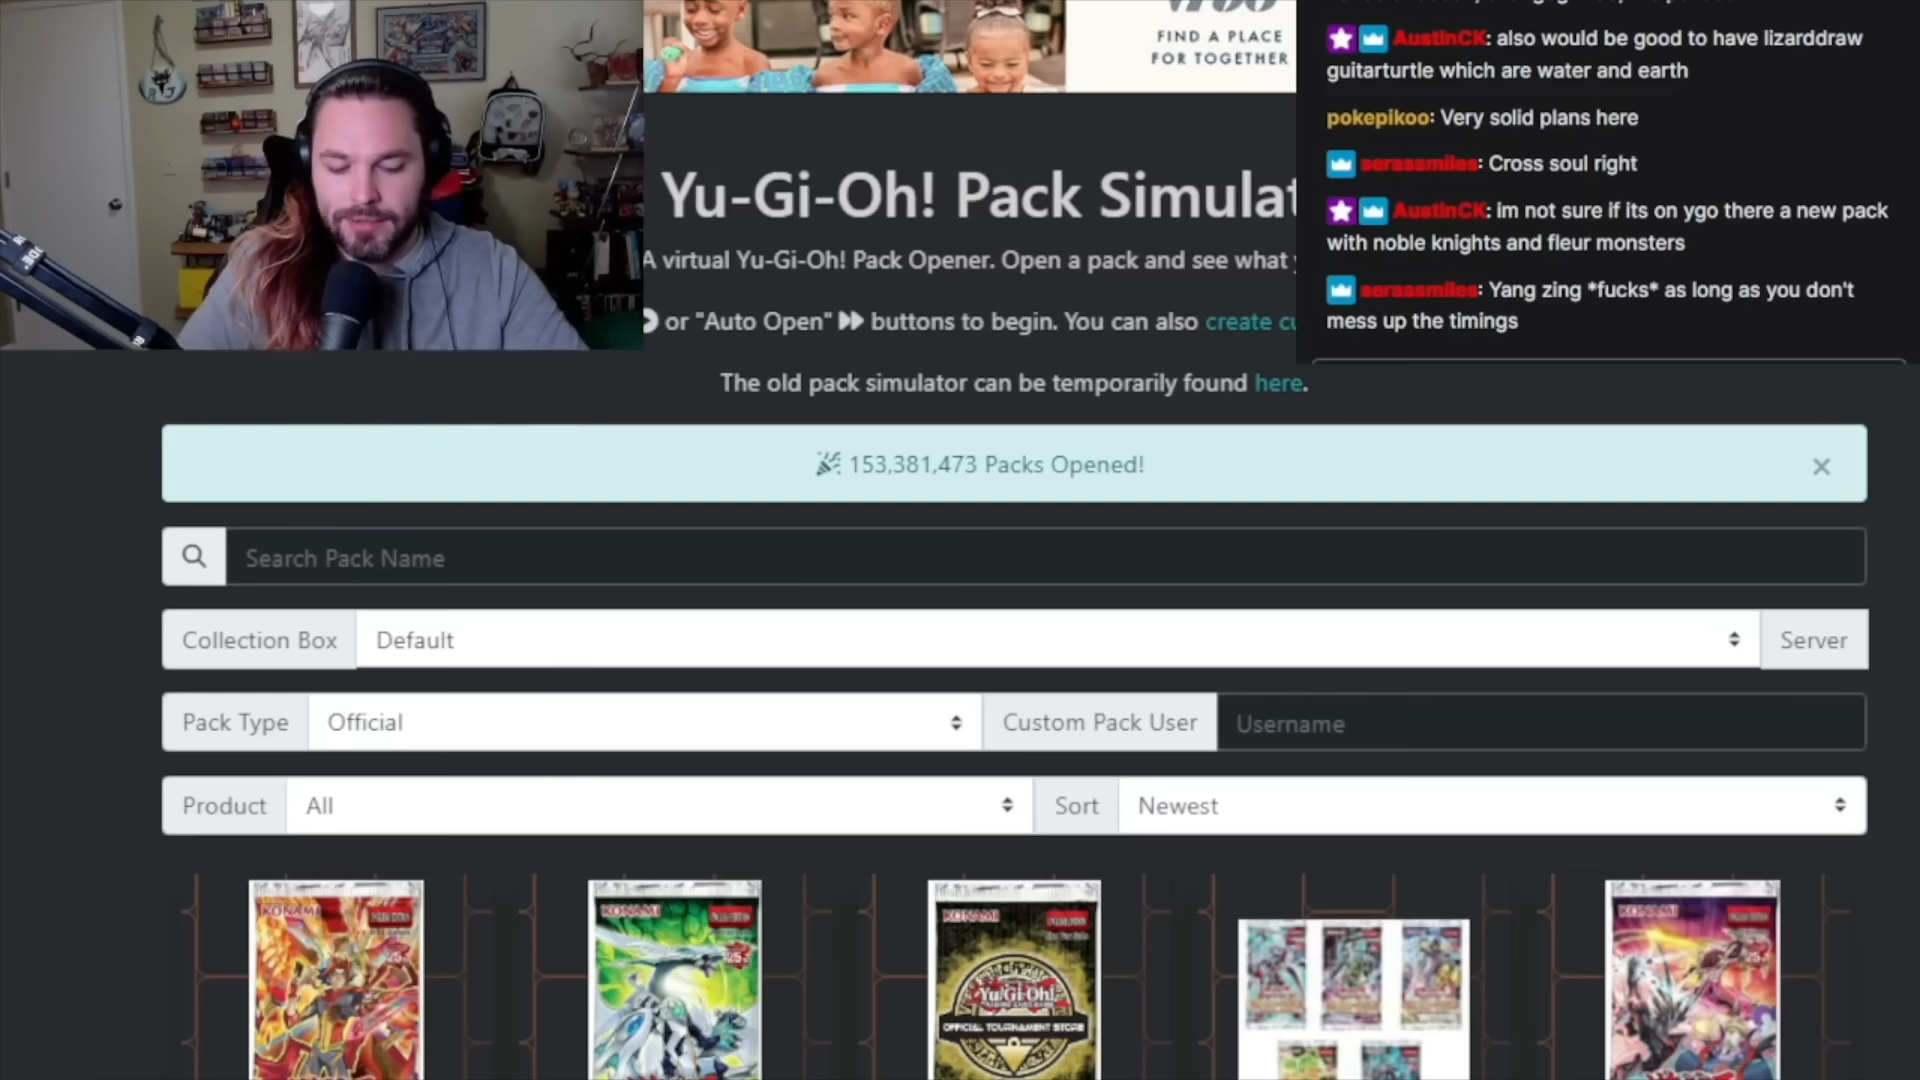 FIND A PLACE
FOR TOGETHER
AustinCK: also would be good to have lizarddraw
guitarturtle which are water and earth
pokepikoo: Very solid plans here
serassmiles: Cross soul right
AustinCK: im not sure if its on ygo there a new pack
with noble knights and fleur monsters
serassmiles: Yang zing *fucks* as long as you don't
mess up the timings
Yu-Gi-Oh! Pack Simulat
A virtual Yu-Gi-Oh! Pack Opener. Open a pack and see what
or "Auto Open" buttons to begin. You can also create cu
The old pack simulator can be temporarily found here.
153,381,473 Packs Opened!
Search Pack Name
Collection Box Default Server
Pack Type Official Custom Pack User Username
Product All Sort Newest
KONAMI
KONAMI
KONAMI
Yu-Gi-Oh!
OFFICIAL TOURNAMENT STORE
KONAMI